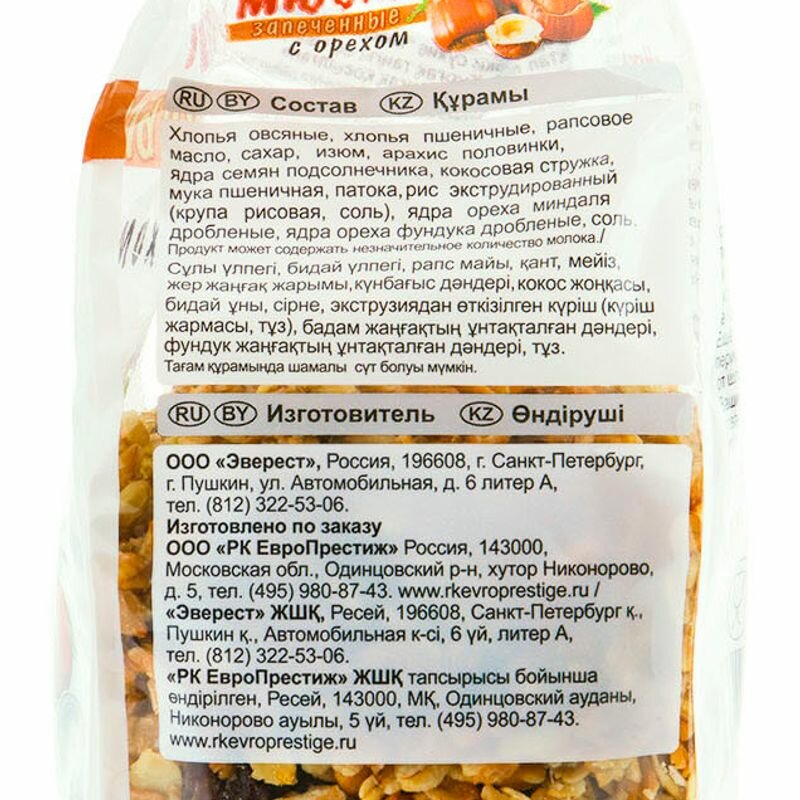 запеченные
с орехом
RU BY Состав KZ Құрамы
Хлопья овсяные, хлопья пшеничные, рапсовое
масло, сахар, изюм, арахис половинки,
ядра семян подсолнечника, кокосовая стружка,
мука пшеничная, патока, рис экструдированный
(крупа рисовая, соль), ядра ореха миндаля
дробленые, ядра ореха фундука дробленые, соль.
Продукт может содержать незначительное количество молока./
Сұлы үлпегі, бидай үлпегі, рапс майы, қант, мейіз,
жер жаңғақ жарымы, күнбағыс дәндері, кокос жоңқасы,
бидай ұны, сірне, экструзиядан өткізілген күріш (күріш
жармасы, тұз), бадам жаңғақтың ұнтақталған дәндері,
фундук жаңғақтың ұнтақталған дәндері, тұз.
Тағам құрамында шамалы сүт болуы мүмкін.
RU BY Изготовитель KZ Өндіруші
ООО «Эверест», Россия, 196608, г. Санкт-Петербург,
г. Пушкин, ул. Автомобильная, д. 6 литер А,
тел. (812) 322-53-06.
Изготовлено по заказу
ООО «РК ЕвроПрестиж» Россия, 143000,
Московская обл., Одинцовский р-н, хутор Никонорово,
д. 5, тел. (495) 980-87-43. www.rkevroprestige.ru /
«Эверест» ЖШҚ, Ресей, 196608, Санкт-Петербург қ.,
Пушкин қ., Автомобильная к-сі, 6 үй, литер А,
тел. (812) 322-53-06.
«РК ЕвроПрестиж» ЖШҚ тапсырысы бойынша
өндірілген, Ресей, 143000, МҚ, Одинцовский ауданы,
Никонорово ауылы, 5 үй, тел. (495) 980-87-43.
www.rkevroprestige.ru